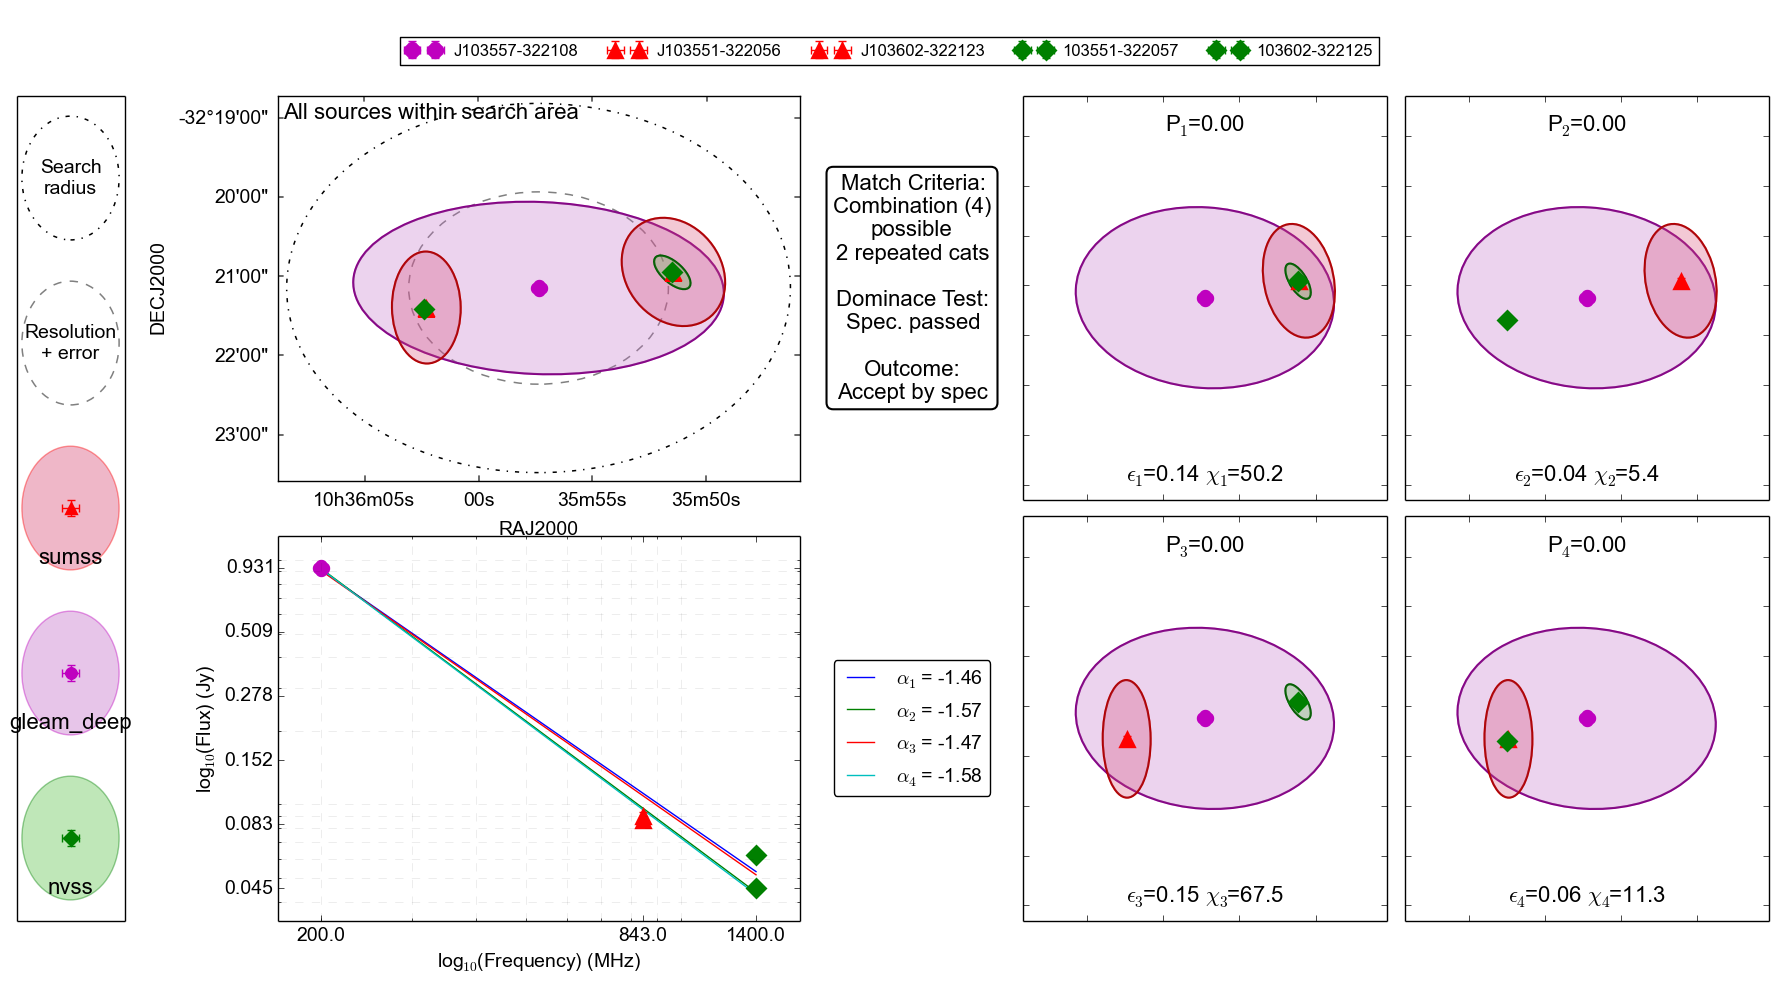 J103557-322108 J103551-322056 J103602-322123 103551-322057 103602-322125
Search
radius
Resolution
+ error
sumss
gleam_deep
nvss
All sources within search area
-32°19'00"
20'00"
21'00"
22'00"
23'00"
DECJ2000
10h36m05s 00s 35m55s 35m50s
RAJ2000
Match Criteria:
Combination (4)
possible
2 repeated cats
Dominace Test:
Spec. passed
Outcome:
Accept by spec
P1=0.00
ϵ1=0.14 χ1=50.2
P2=0.00
ϵ2=0.04 χ2=5.4
0.931
0.509
0.278
0.152
0.083
0.045
log10(Flux) (Jy)
200.0 843.0 1400.0
log10(Frequency) (MHz)
α1 = -1.46
α2 = -1.57
α3 = -1.47
α4 = -1.58
P3=0.00
ϵ3=0.15 χ3=67.5
P4=0.00
ϵ4=0.06 χ4=11.3